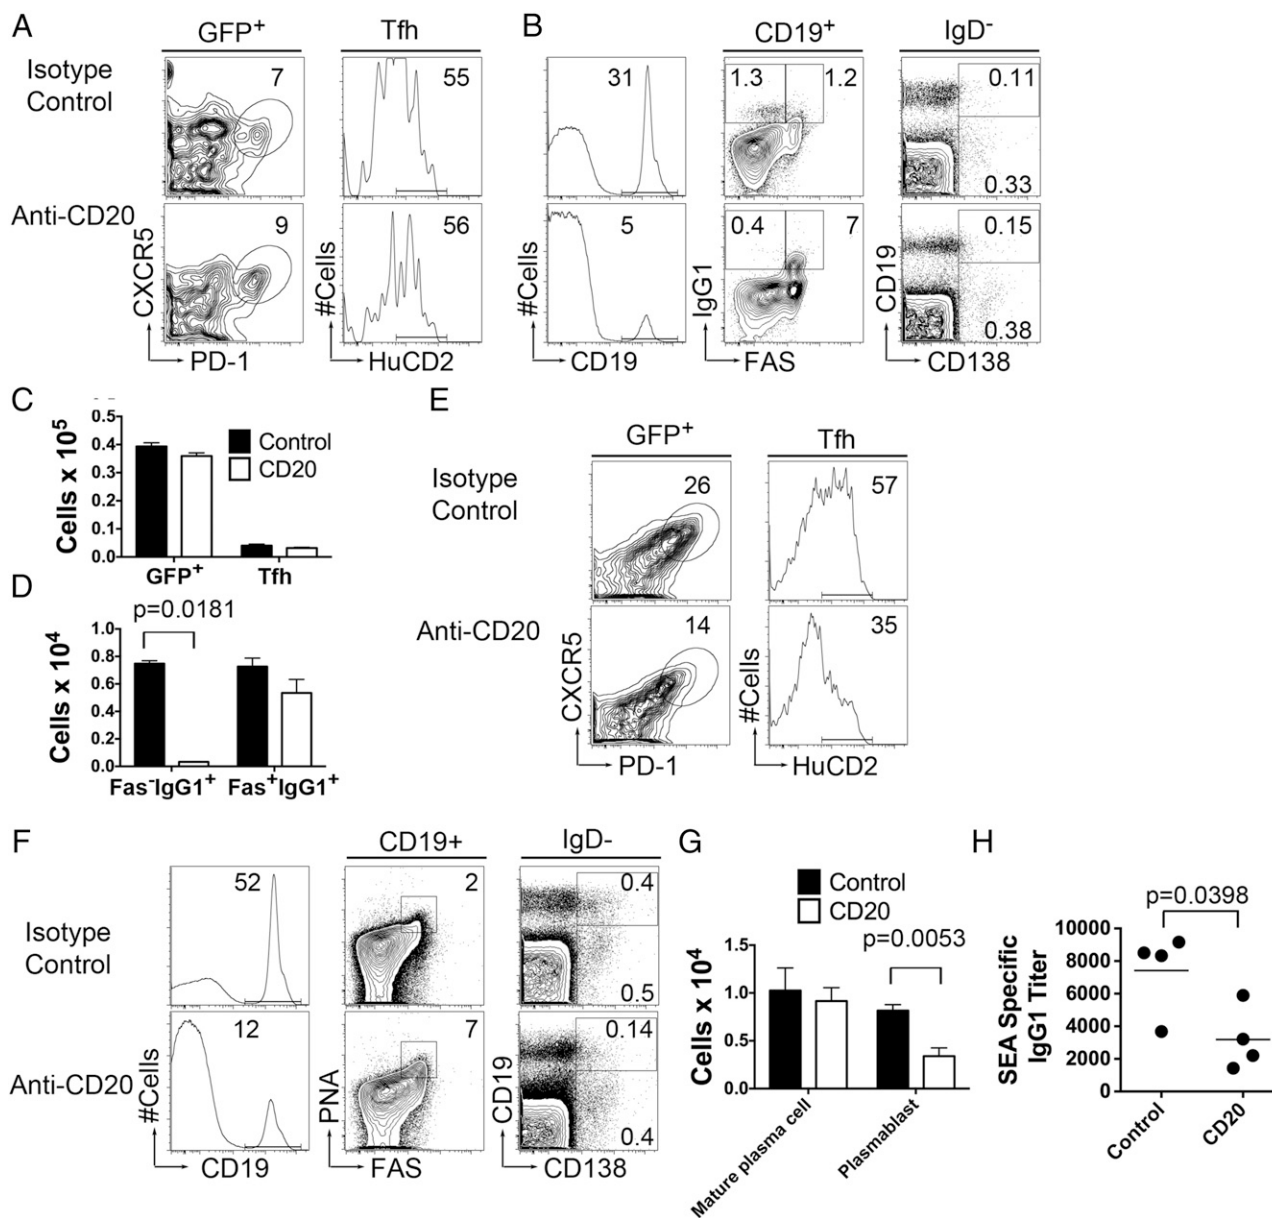 A
GFP+
Tfh
B
CD19+
IgD-
Isotype
Control
7
55
31
1.3
1.2
0.11
0.33
Anti-CD20
9
56
5
0.4
7
0.15
0.38
CXCR5
PD-1
#Cells
HuCD2
#Cells
CD19
IgG1
FAS
CD19
CD138
C
0.5
0.4
0.3
0.2
0.1
0.0
Cells x 10^5
Control
CD20
GFP+
Tfh
D
p=0.0181
1.0
0.8
0.6
0.4
0.2
0.0
Cells x 10^4
Fas-IgG1+
Fas+IgG1+
E
GFP+
Tfh
Isotype
Control
26
57
Anti-CD20
14
35
CXCR5
PD-1
#Cells
HuCD2
F
CD19+
IgD-
Isotype
Control
52
2
0.4
0.5
Anti-CD20
12
7
0.14
0.4
#Cells
CD19
PNA
FAS
CD19
CD138
G
Control
CD20
p=0.0053
1.5
1.0
0.5
0.0
Cells x 10^4
Mature plasma cell
Plasmablast
H
p=0.0398
10000
8000
6000
4000
2000
0
SEA Specific
IgG1 Titer
Control
CD20